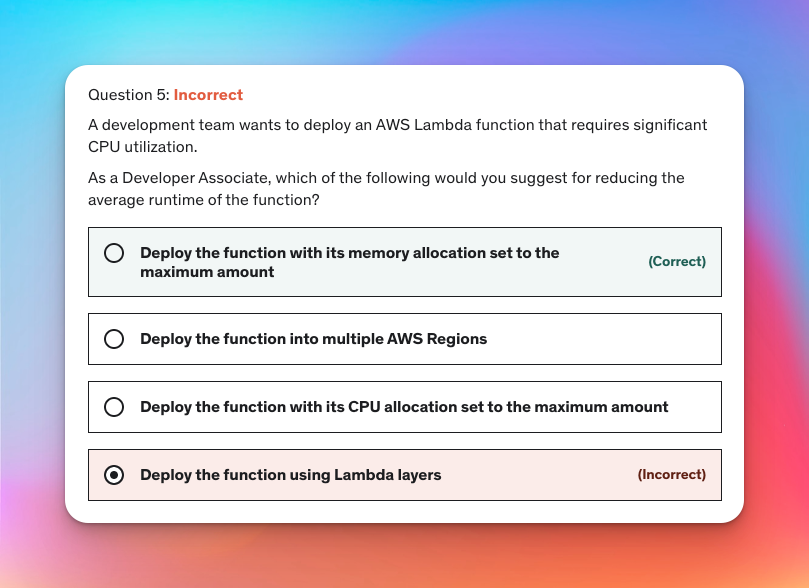 Question 5: Incorrect
A development team wants to deploy an AWS Lambda function that requires significant
CPU utilization.
As a Developer Associate, which of the following would you suggest for reducing the
average runtime of the function?
Deploy the function with its memory allocation set to the
maximum amount
(Correct)
Deploy the function into multiple AWS Regions
Deploy the function with its CPU allocation set to the maximum amount
Deploy the function using Lambda layers
(Incorrect)